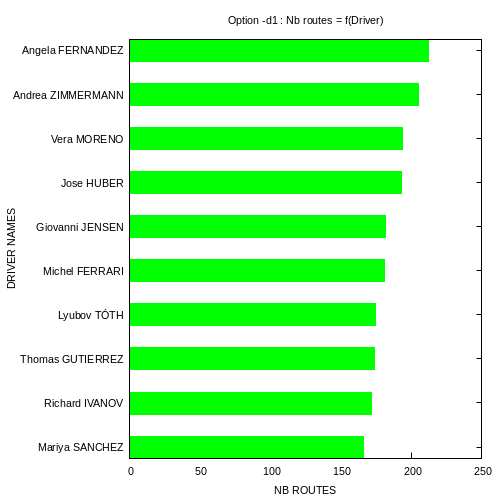 Option -d1 : Nb routes = f(Driver)
Angela FERNANDEZ
Andrea ZIMMERMANN
Vera MORENO
Jose HUBER
Giovanni JENSEN
Michel FERRARI
Lyubov TÓTH
Thomas GUTIERREZ
Richard IVANOV
Mariya SANCHEZ
DRIVER NAMES
0 50 100 150 200 250
NB ROUTES